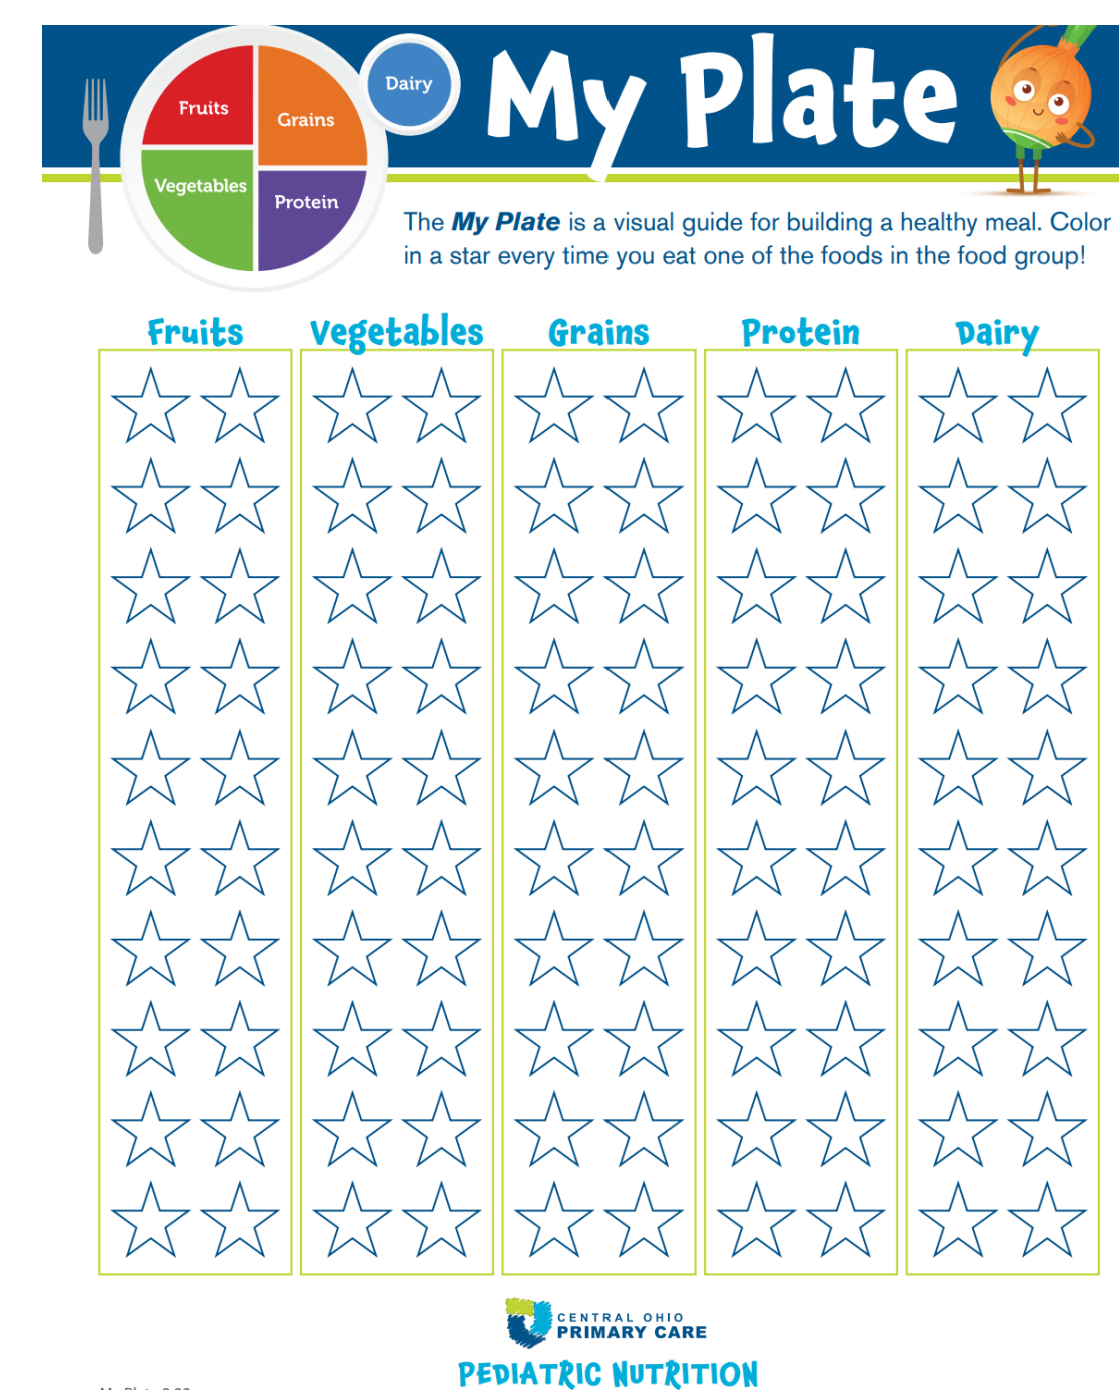 My Plate
Dairy
Fruits
Grains
Vegetables
Protein
The My Plate is a visual guide for building a healthy meal. Color
in a star every time you eat one of the foods in the food group!
Fruits Vegetables Grains Protein Dairy
CENTRAL OHIO
PRIMARY CARE
PEDIATRIC NUTRITION
My Plate